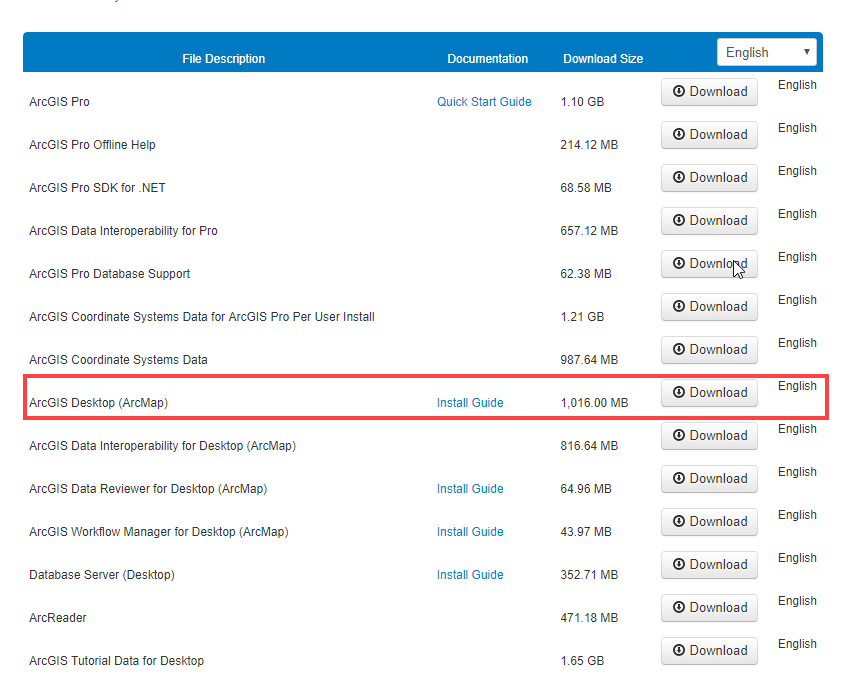 File Description Documentation Download Size English
ArcGIS Pro Quick Start Guide 1.10 GB Download English
ArcGIS Pro Offline Help 214.12 MB Download English
ArcGIS Pro SDK for .NET 68.58 MB Download English
ArcGIS Data Interoperability for Pro 657.12 MB Download English
ArcGIS Pro Database Support 62.38 MB Download English
ArcGIS Coordinate Systems Data for ArcGIS Pro Per User Install 1.21 GB Download English
ArcGIS Coordinate Systems Data 987.64 MB Download English
ArcGIS Desktop (ArcMap) Install Guide 1,016.00 MB Download English
ArcGIS Data Interoperability for Desktop (ArcMap) 816.64 MB Download English
ArcGIS Data Reviewer for Desktop (ArcMap) Install Guide 64.96 MB Download English
ArcGIS Workflow Manager for Desktop (ArcMap) Install Guide 43.97 MB Download English
Database Server (Desktop) Install Guide 352.71 MB Download English
ArcReader 471.18 MB Download English
ArcGIS Tutorial Data for Desktop 1.65 GB Download English